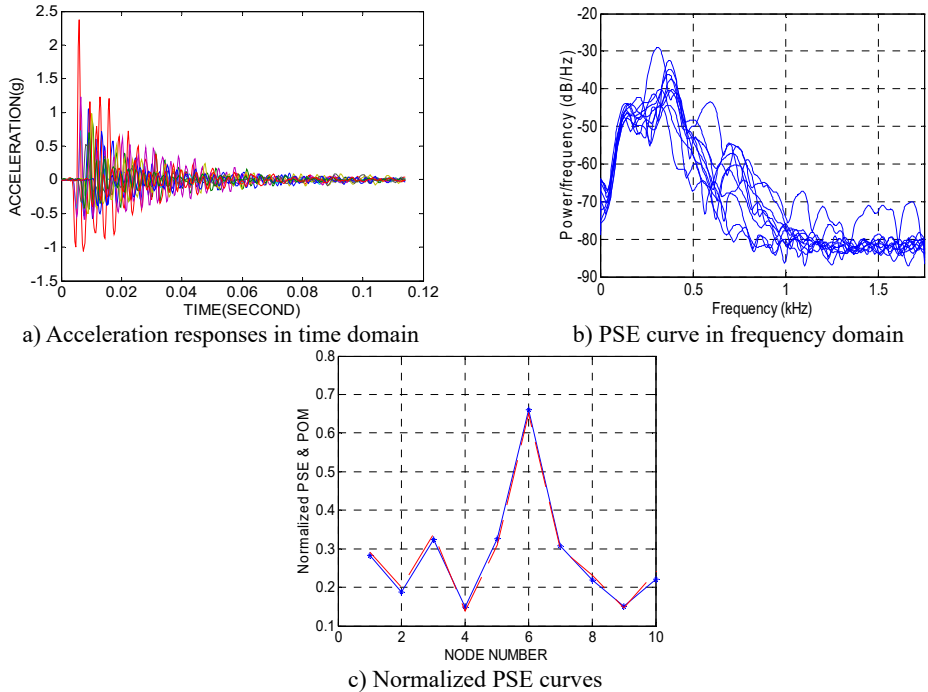 2.5
2
1.5
1
0.5
0
-0.5
-1
-1.5
ACCELERATION(g)
0 0.02 0.04 0.06 0.08 0.1 0.12
TIME(SECOND)
a) Acceleration responses in time domain
-20
-30
-40
-50
-60
-70
-80
-90
Power/frequency (dB/Hz)
0 0.5 1 1.5
Frequency (kHz)
b) PSE curve in frequency domain
0.8
0.7
0.6
0.5
0.4
0.3
0.2
0.1
Normalized PSE & POM
0 2 4 6 8 10
NODE NUMBER
c) Normalized PSE curves